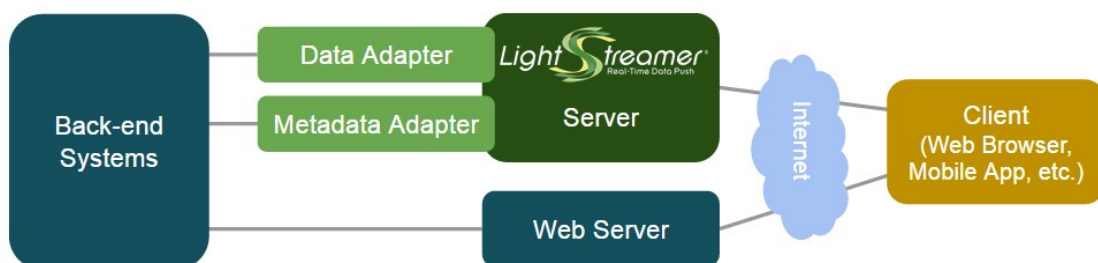 Back-end
Systems
Data Adapter
Metadata Adapter
LightStreamer®
Real-Time Data Push
Server
Web Server
Internet
Client
(Web Browser,
Mobile App, etc.)